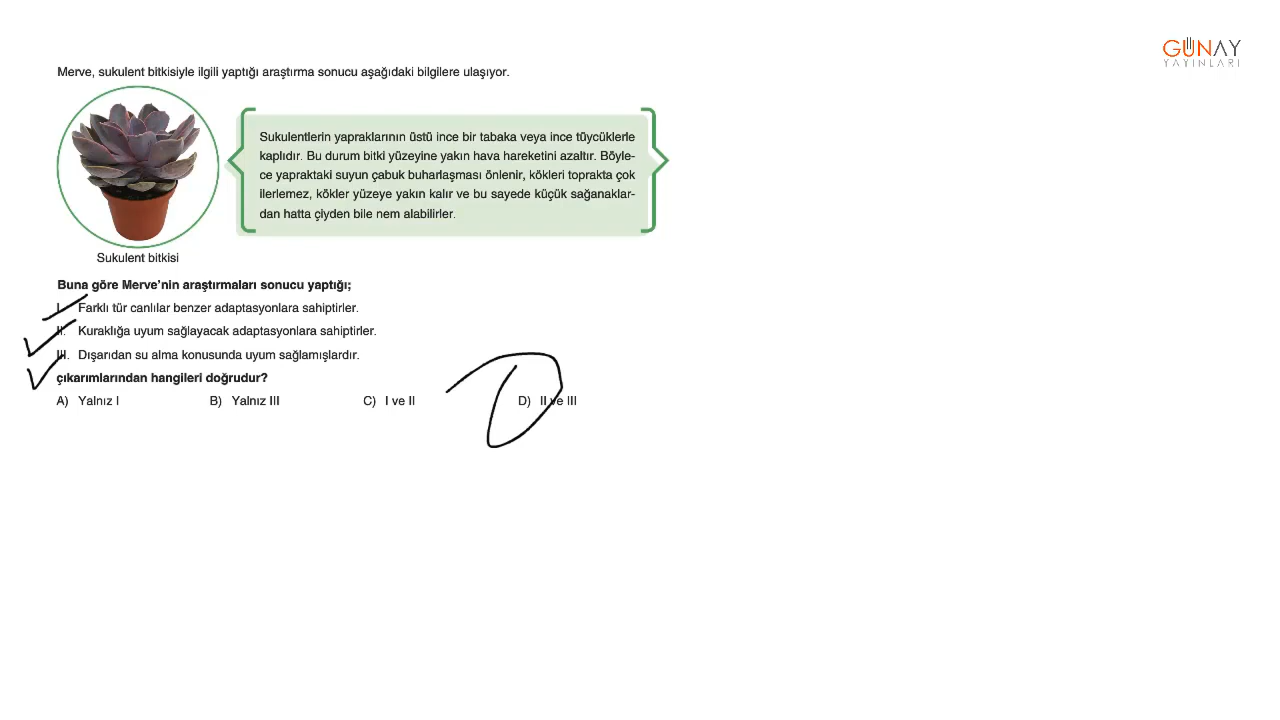 GÜNAY
YAYINLARI
Merve, sukulent bitkisiyle ilgili yaptığı araştırma sonucu aşağıdaki bilgilere ulaşıyor.
Sukulentlerin yapraklarının üstü ince bir tabaka veya ince tüycüklerle
kaplıdır. Bu durum bitki yüzeyine yakın hava hareketini azaltır. Böyle-
ce yapraktaki suyun çabuk buharlaşması önlenir, kökleri toprakta çok
ilerlemez, kökler yüzeye yakın kalır ve bu sayede küçük sağanaklar-
dan hatta çiyden bile nem alabilirler.
Sukulent bitkisi
Buna göre Merve'nin araştırmaları sonucu yaptığı;
I. Farklı tür canlılar benzer adaptasyonlara sahiptirler.
II. Kuraklığa uyum sağlayacak adaptasyonlara sahiptirler.
III. Dışarıdan su alma konusunda uyum sağlamışlardır.
çıkarımlarından hangileri doğrudur?
A) Yalnız I B) Yalnız III C) I ve II D) II ve III